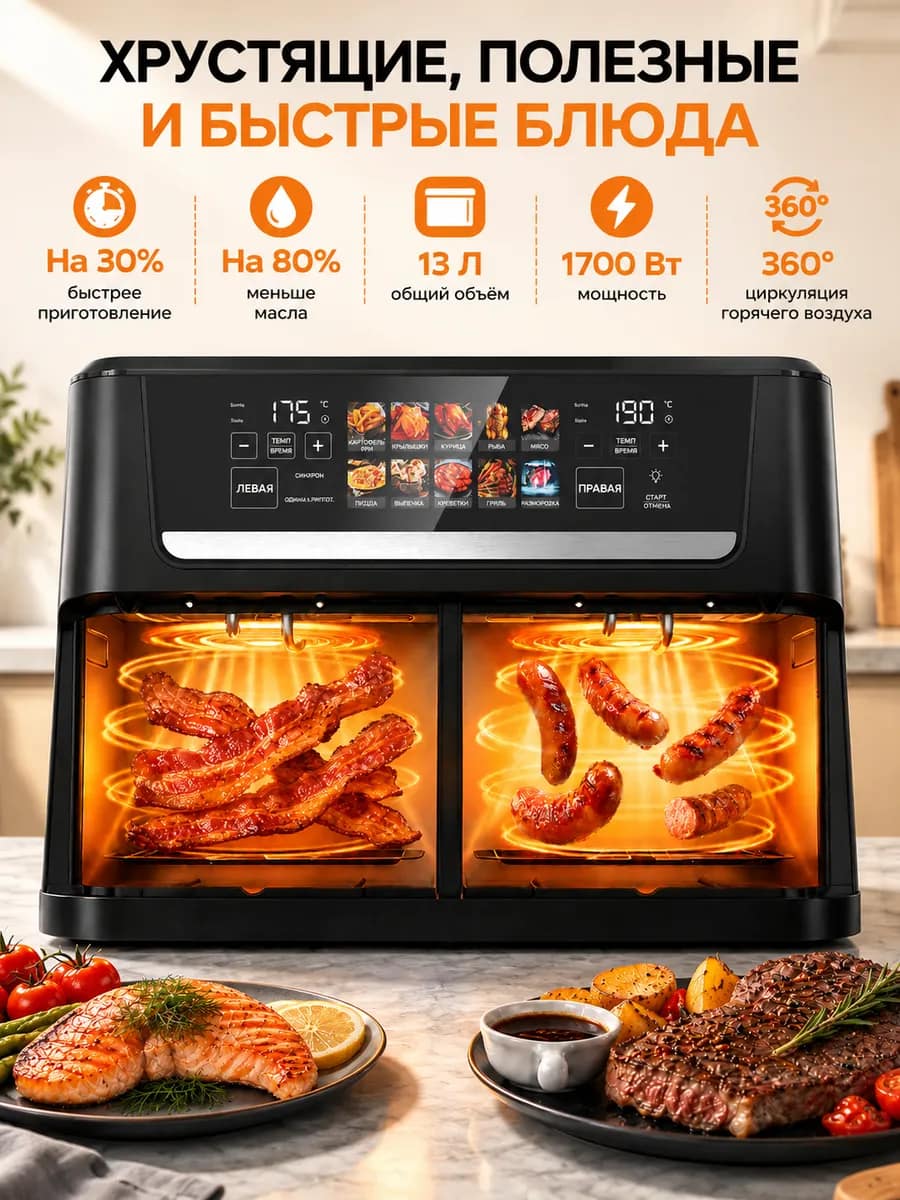 ХРУСТЯЩИЕ, ПОЛЕЗНЫЕ
И БЫСТРЫЕ БЛЮДА
360°
На 30%
На 80%
13 Л
1700 Вт
360°
быстрее
приготовление
меньше
масла
общий объём
мощность
циркуляция
горячего воздуха
175 °C
190 °C
− ТЕМП ВРЕМЯ +
− ТЕМП ВРЕМЯ +
КАРТОФЕЛЬ ФРИ
КРЫЛЫШКИ
КУРИЦА
РЫБА
МЯСО
ЛЕВАЯ
СИНХРОН
ПИЦЦА
ВЫПЕЧКА
КРЕВЕТКИ
ГРИЛЬ
РАЗМОРОЗКА
ПРАВАЯ
СТАРТ
ОТМЕНА